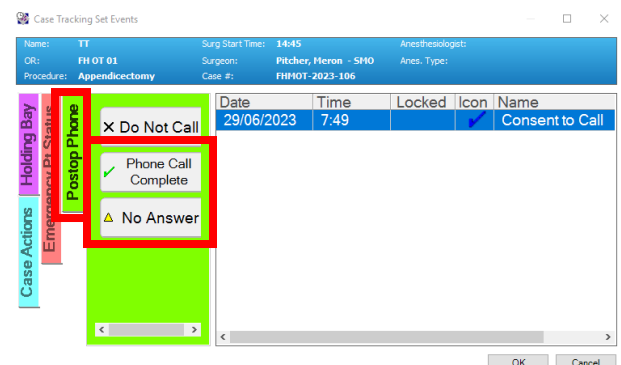 Case Tracking Set Events
Name: TT Surg Start Time: 14:45 Anesthesiologist:
OR: FH OT 01 Surgeon: Pitcher, Meron - SMO Anes. Type:
Procedure: Appendicectomy Case #: FHMOT-2023-106
Holding Bay
Emergency Pt Status
Postop Phone
Case Actions
Do Not Call
Phone Call
Complete
No Answer
Date Time Locked Icon Name
29/06/2023 7:49 Consent to Call
OK Cancel